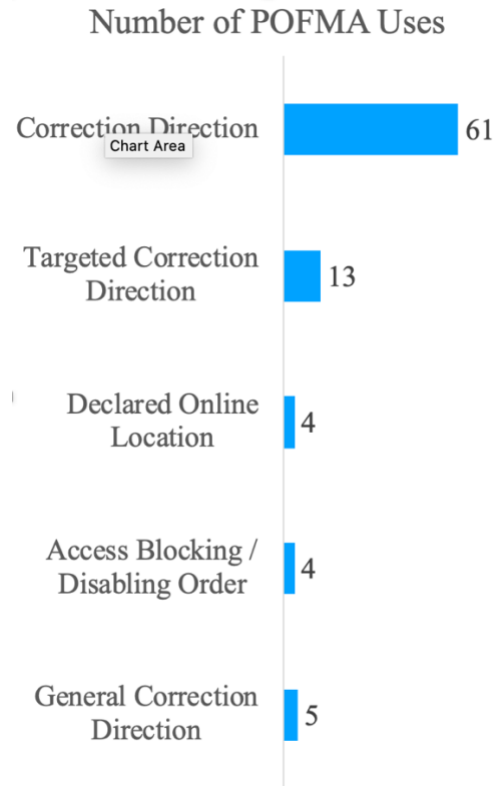 Number of POFMA Uses
Correction Direction 61
Chart Area
Targeted Correction
Direction
13
Declared Online
Location
4
Access Blocking /
Disabling Order
4
General Correction
Direction
5